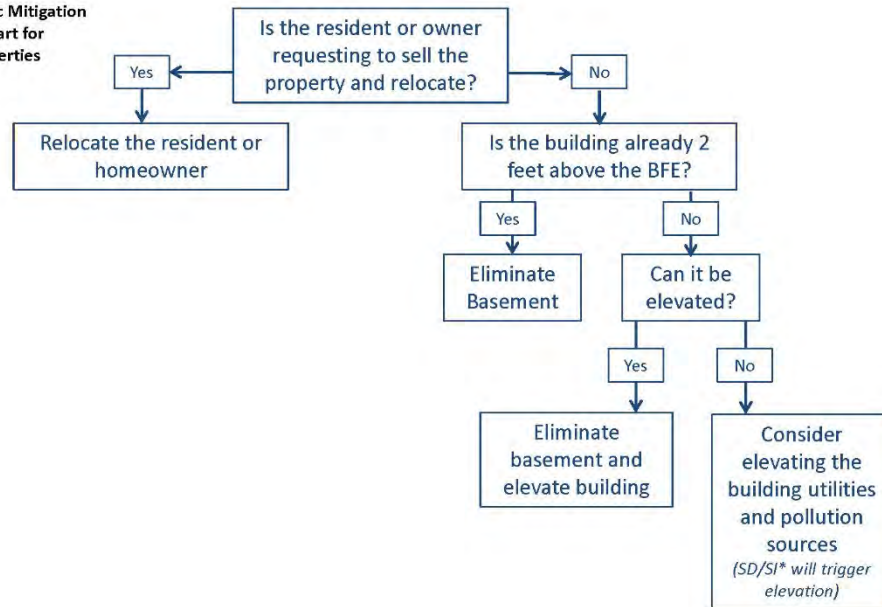 Mitigation
art for
erties
Is the resident or owner
requesting to sell the
property and relocate?
Yes
No
Relocate the resident or
homeowner
Is the building already 2
feet above the BFE?
Yes
No
Eliminate
Basement
Can it be
elevated?
Yes
No
Eliminate
basement and
elevate building
Consider
elevating the
building utilities
and pollution
sources
(SD/SI* will trigger
elevation)